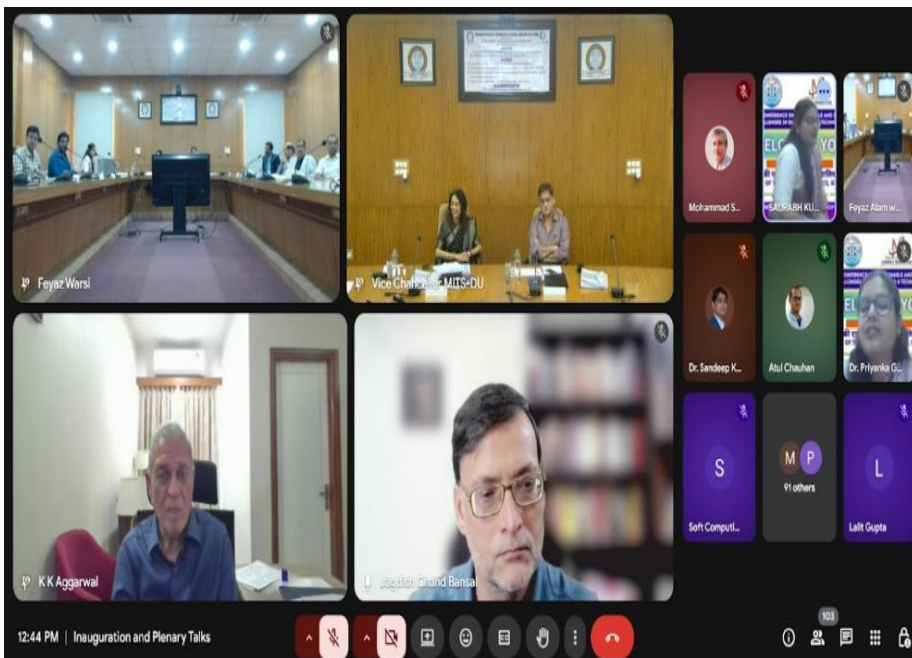 Feyaz Warsi
Vice Chancellor MITS-DU
K K Aggarwal
Jagdish Chand Bansal
Mohammad S...
SAURABH KU...
Feyaz Alam w...
Dr. Sandeep K...
Atul Chauhan
Dr. Priyanka G...
S
Soft Computi...
M P
91 others
L
Lalit Gupta
12:44 PM | Inauguration and Plenary Talks
103